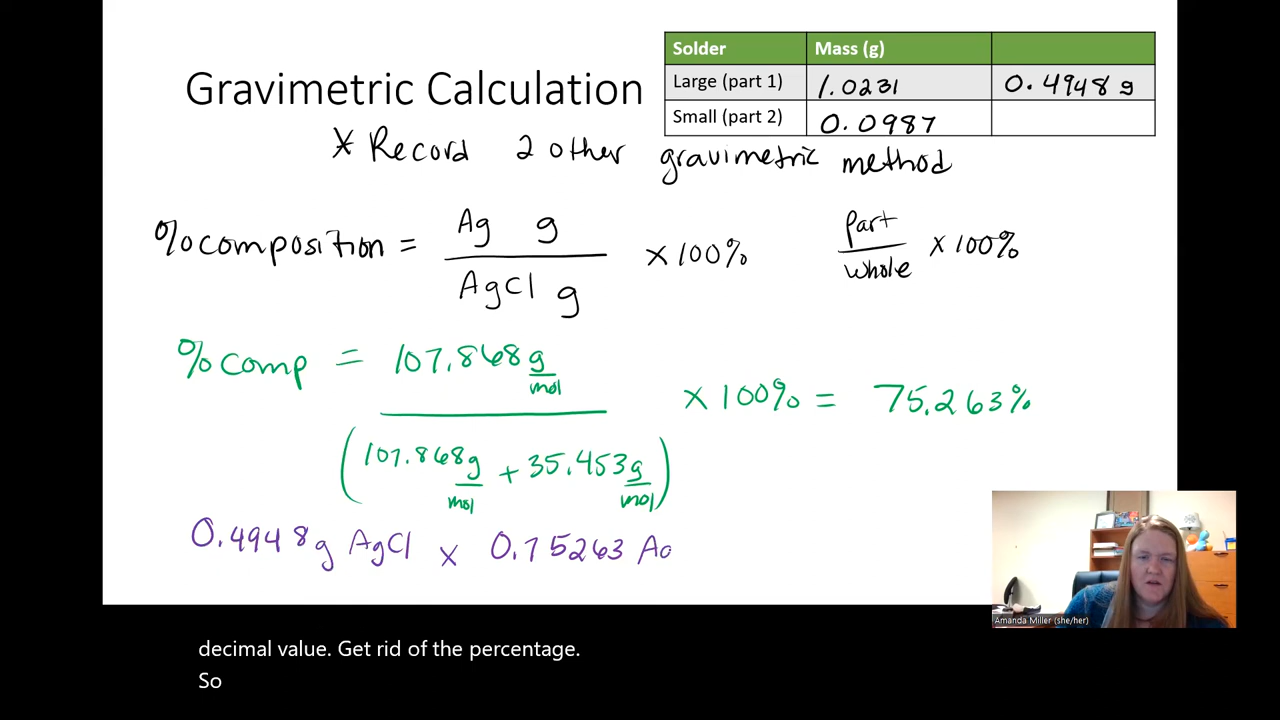 Solder Mass (g)
Large (part 1) 1.0231 0.4948 g
Small (part 2) 0.0987
Gravimetric Calculation
* Record 2 other gravimetric method
%composition = Ag g / AgCl g × 100%
part / whole × 100%
%comp = 107.868 g/mol / (107.868 g/mol + 35.453 g/mol) × 100% = 75.263%
0.4948 g AgCl × 0.75263 Ag
Amanda Miller (she/her)
decimal value. Get rid of the percentage.
So